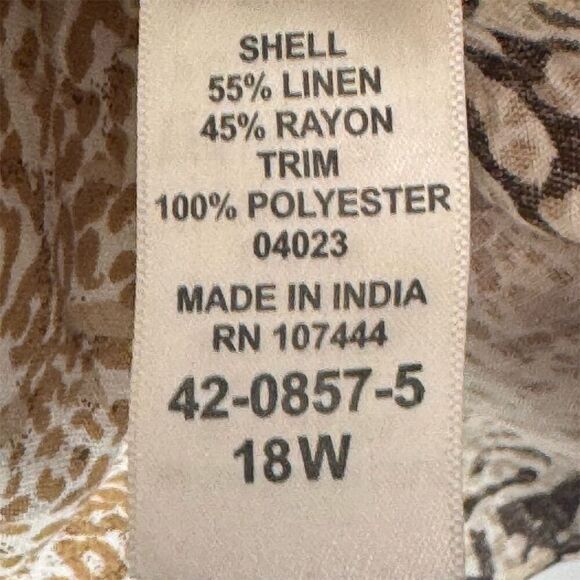 SHELL
55% LINEN
45% RAYON
TRIM
100% POLYESTER
04023
MADE IN INDIA
RN 107444
42-0857-5
18W